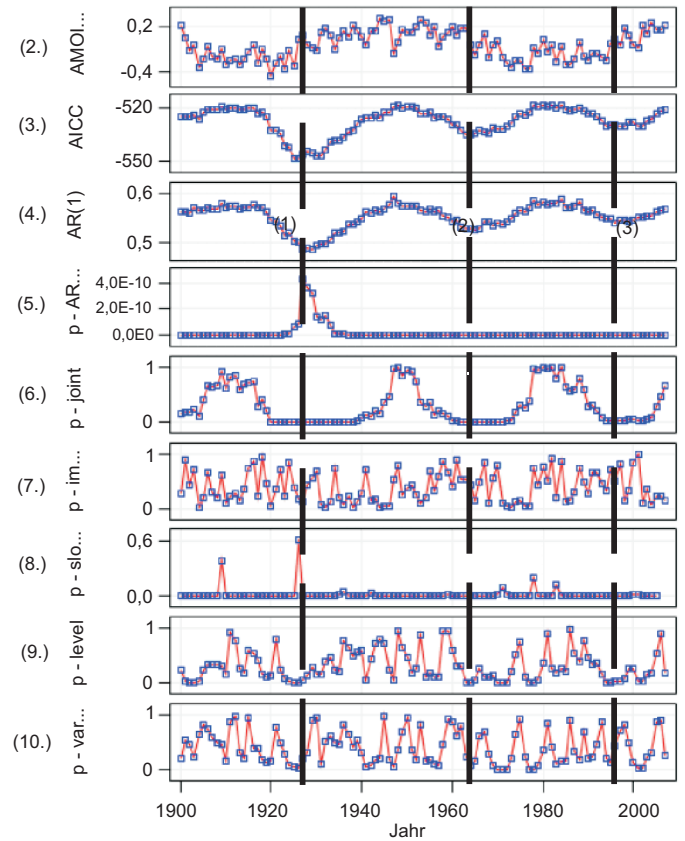 (2.) AMOI... 0,2
-0,4
(3.) AICC -520
-550
(4.) AR(1) 0,6
0,5
(1) (2) (3)
(5.) p - AR... 4,0E-10
2,0E-10
0,0E0
(6.) p - joint 1
0
(7.) p - im... 1
0
(8.) p - slo... 0,6
0,0
(9.) p - level 1
0
(10.) p - var... 1
0
1900 1920 1940 1960 1980 2000
Jahr